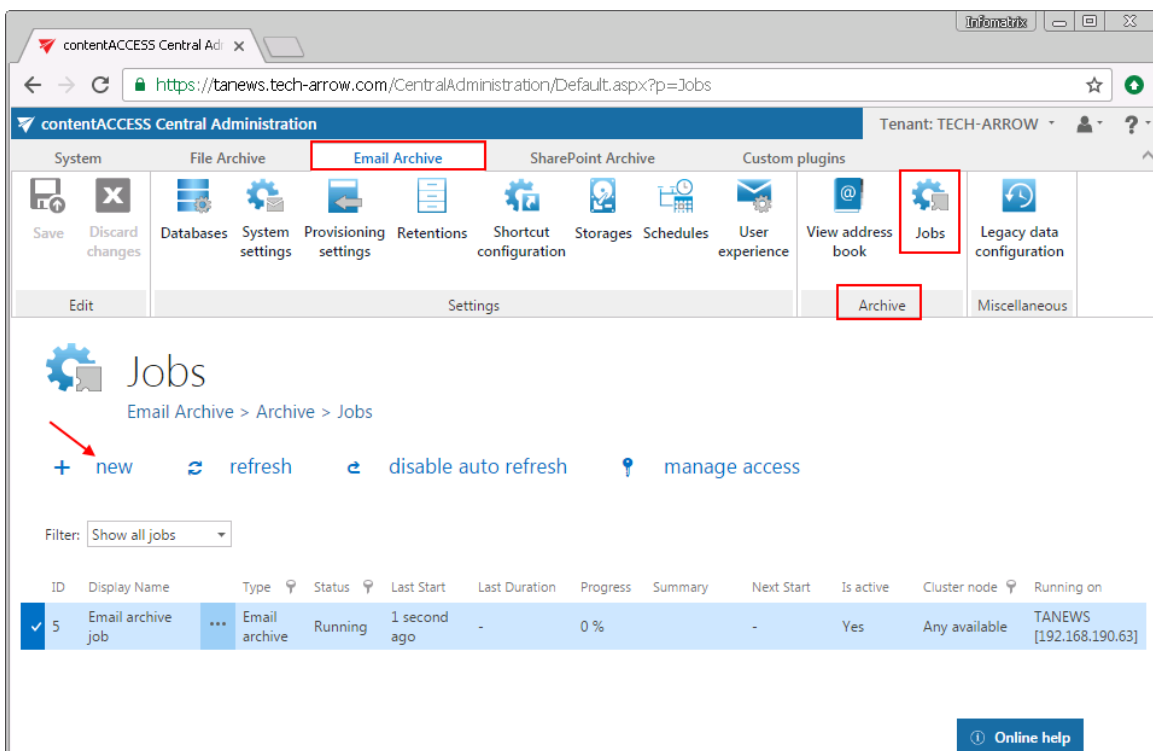 Infometrix
contentACCESS Central Adı
https://tanews.tech-arrow.com/CentralAdministration/Default.aspx?p=Jobs
contentACCESS Central Administration
Tenant: TECH-ARROW
?
System
File Archive
Email Archive
SharePoint Archive
Custom plugins
Save
Discard
changes
Databases
System
settings
Provisioning
settings
Retentions
Shortcut
configuration
Storages
Schedules
User
experience
View address
book
Jobs
Legacy data
configuration
Edit
Settings
Archive
Miscellaneous
Jobs
Email Archive > Archive > Jobs
+ new
refresh
disable auto refresh
manage access
Filter: Show all jobs
ID Display Name Type Status Last Start Last Duration Progress Summary Next Start Is active Cluster node Running on
5
Email archive
job
...
Email
archive
Running
1 second
ago
-
0 %
-
Yes
Any available
TANEWS
[192.168.190.63]
Online help